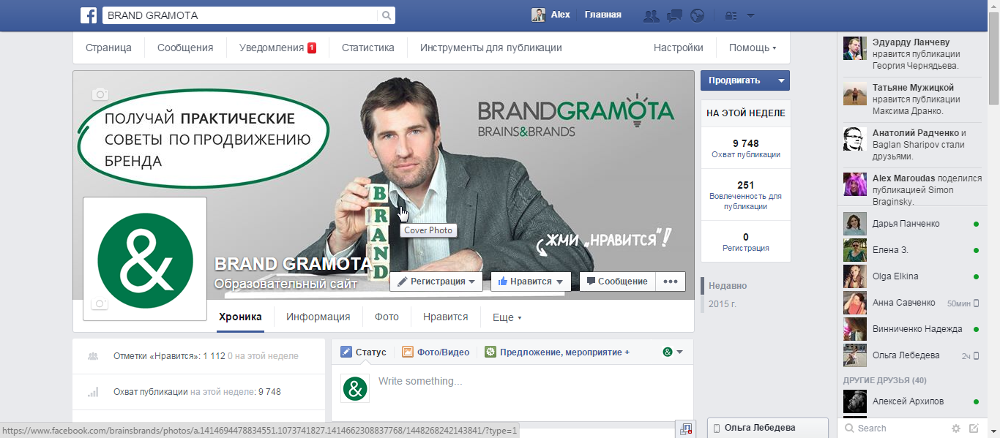 BRAND GRAMOTA
Alex
Главная
Страница
Сообщения
Уведомления 1
Статистика
Инструменты для публикации
Настройки
Помощь
ПОЛУЧАЙ ПРАКТИЧЕСКИЕ
СОВЕТЫ ПО ПРОДВИЖЕНИЮ
БРЕНДА
BRANDGRAMOTA
BRAINS&BRANDS
B
R
A
N
D
Cover Photo
ЖМИ „НРАВИТСЯ"!
&
BRAND GRAMOTA
Образовательный сайт
Регистрация
Нравится
Сообщение
Хроника
Информация
Фото
Нравится
Еще
Отметки «Нравится»: 1 112 0 на этой неделе
Охват публикации на этой неделе: 9 748
Статус
Фото/Видео
Предложение, мероприятие +
&
&
Write something...
Продвигать
НА ЭТОЙ НЕДЕЛЕ
9 748
Охват публикации
251
Вовлеченность для
публикации
0
Регистрация
Недавно
2015 г.
Эдуарду Ланчеву
нравится публикации
Георгия Чернядьева.
Татьяне Мужицкой
нравится публикации
Максима Дранко.
Анатолий Радченко и
Baglan Sharipov стали
друзьями.
Alex Maroudas поделился
публикацией Simon
Braginsky.
Дарья Панченко
Елена З.
Olga Elkina
Анна Савченко 50мин
Винниченко Надежда
Ольга Лебедева 2ч
ДРУГИЕ ДРУЗЬЯ (40)
Алексей Архипов
Search
Ольга Лебедева
https://www.facebook.com/brainsbrands/photos/a.1414694478834551.1073741827.1414662308837768/1448268242143841/?type=1